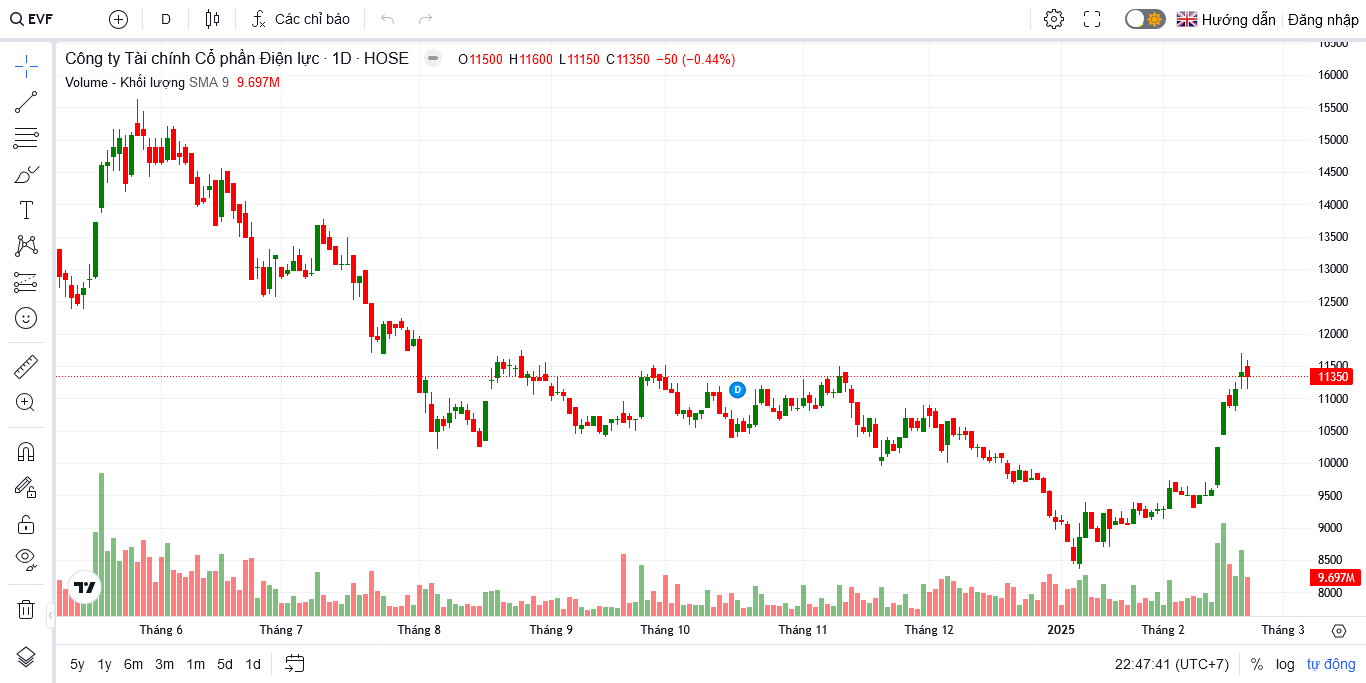 EVF D Các chỉ báo Hướng dẫn Đăng nhập
Công ty Tài chính Cổ phần Điện lực · 1D · HOSE O11500 H11600 L11150 C11350 −50 (−0.44%)
Volume - Khối lượng SMA 9 9.697M
16500
16000
15500
15000
14500
14000
13500
13000
12500
12000
11500
11350
11000
10500
10000
9500
9000
8500
9.697M
8000
D
Tháng 6 Tháng 7 Tháng 8 Tháng 9 Tháng 10 Tháng 11 Tháng 12 2025 Tháng 2 Tháng 3
5y 1y 6m 3m 1m 5d 1d 22:47:41 (UTC+7) % log tự động